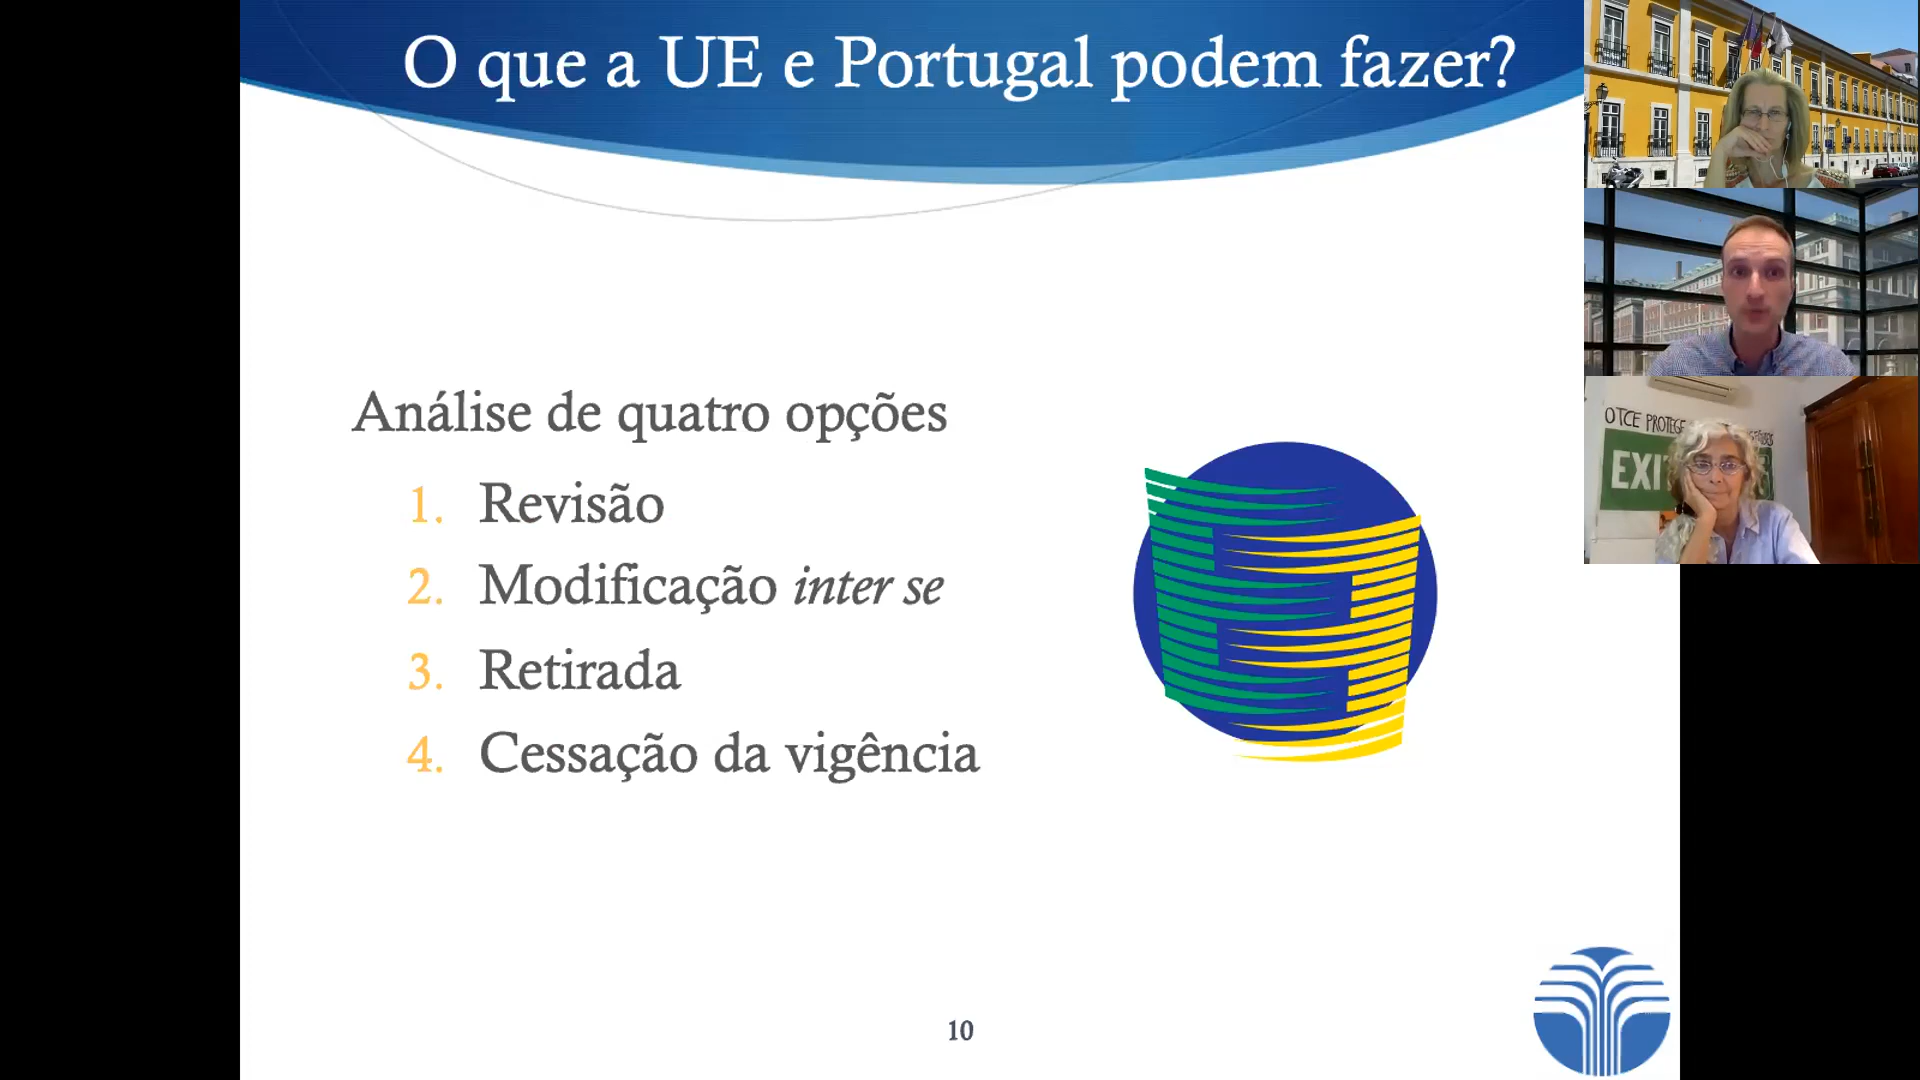 O que a UE e Portugal podem fazer?
Análise de quatro opções
1. Revisão
2. Modificação inter se
3. Retirada
4. Cessação da vigência
10
OTCE PROTEGE
EXI